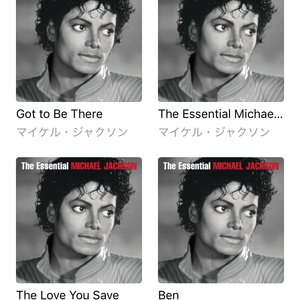 Got to Be There
The Essential Michae...
マイケル・ジャクソン
マイケル・ジャクソン
The Essential MICHAEL JACKSON
The Essential MICHAEL JACKSON
The Love You Save
Ben